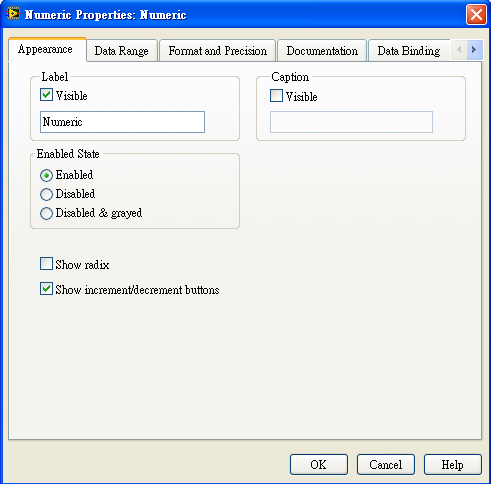 Numeric Properties: Numeric
Appearance Data Range Format and Precision Documentation Data Binding
Label Caption
Visible Visible
Numeric
Enabled State
Enabled
Disabled
Disabled & grayed
Show radix
Show increment/decrement buttons
OK Cancel Help